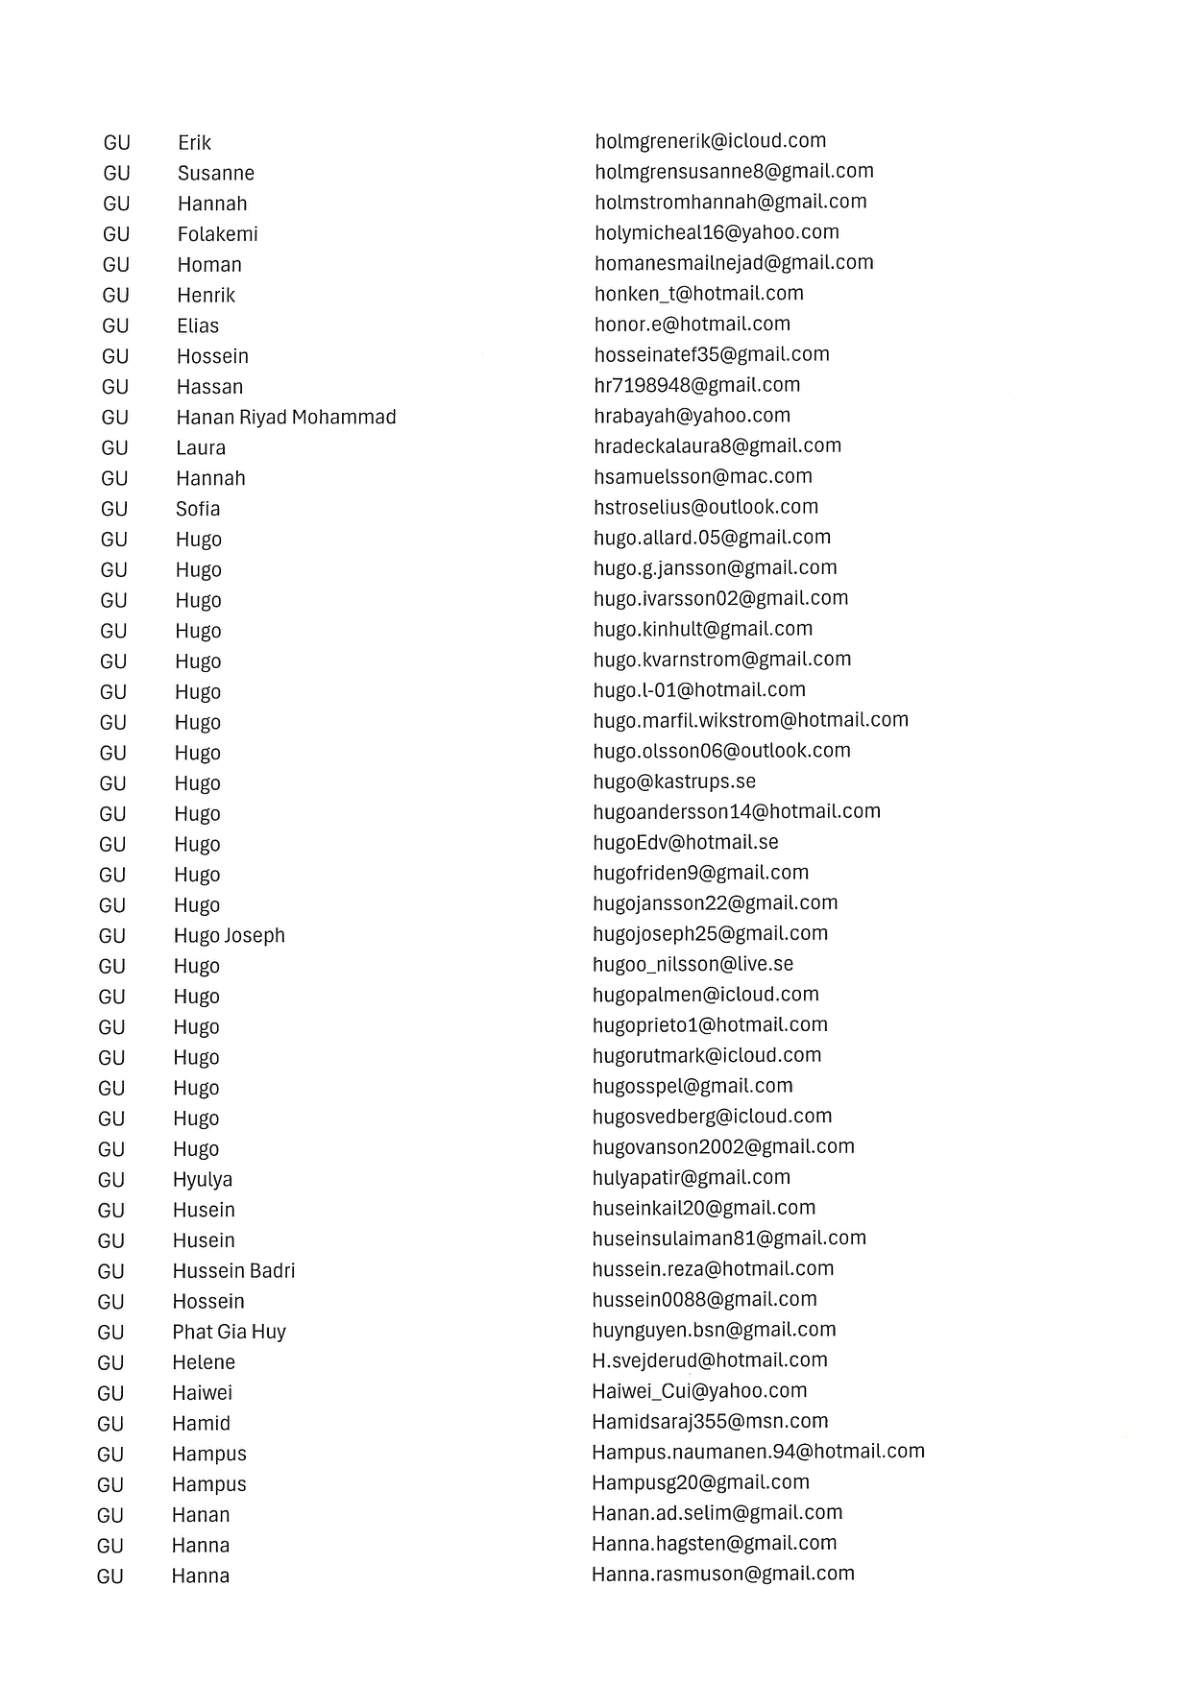 GU Erik holmgrenerik@icloud.com
GU Susanne holmgrensusanne8@gmail.com
GU Hannah holmstromhannah@gmail.com
GU Folakemi holymicheal16@yahoo.com
GU Homan homanesmailnejad@gmail.com
GU Henrik honken_t@hotmail.com
GU Elias honor.e@hotmail.com
GU Hossein hosseinatef35@gmail.com
GU Hassan hr7198948@gmail.com
GU Hanan Riyad Mohammad hrabayah@yahoo.com
GU Laura hradeckalaura8@gmail.com
GU Hannah hsamuelsson@mac.com
GU Sofia hstroselius@outlook.com
GU Hugo hugo.allard.05@gmail.com
GU Hugo hugo.g.jansson@gmail.com
GU Hugo hugo.ivarsson02@gmail.com
GU Hugo hugo.kinhult@gmail.com
GU Hugo hugo.kvarnstrom@gmail.com
GU Hugo hugo.l-01@hotmail.com
GU Hugo hugo.marfil.wikstrom@hotmail.com
GU Hugo hugo.olsson06@outlook.com
GU Hugo hugo@kastrups.se
GU Hugo hugoandersson14@hotmail.com
GU Hugo hugoEdv@hotmail.se
GU Hugo hugofriden9@gmail.com
GU Hugo hugojansson22@gmail.com
GU Hugo Joseph hugojoseph25@gmail.com
GU Hugo hugoo_nilsson@live.se
GU Hugo hugopalmen@icloud.com
GU Hugo hugoprieto1@hotmail.com
GU Hugo hugorutmark@icloud.com
GU Hugo hugosspel@gmail.com
GU Hugo hugosvedberg@icloud.com
GU Hugo hugovanson2002@gmail.com
GU Hyulya hulyapatir@gmail.com
GU Husein huseinkail20@gmail.com
GU Husein huseinsulaiman81@gmail.com
GU Hussein Badri hussein.reza@hotmail.com
GU Hossein hussein0088@gmail.com
GU Phat Gia Huy huynguyen.bsn@gmail.com
GU Helene H.svejderud@hotmail.com
GU Haiwei Haiwei_Cui@yahoo.com
GU Hamid Hamidsaraj355@msn.com
GU Hampus Hampus.naumanen.94@hotmail.com
GU Hampus Hampusg20@gmail.com
GU Hanan Hanan.ad.selim@gmail.com
GU Hanna Hanna.hagsten@gmail.com
GU Hanna Hanna.rasmuson@gmail.com